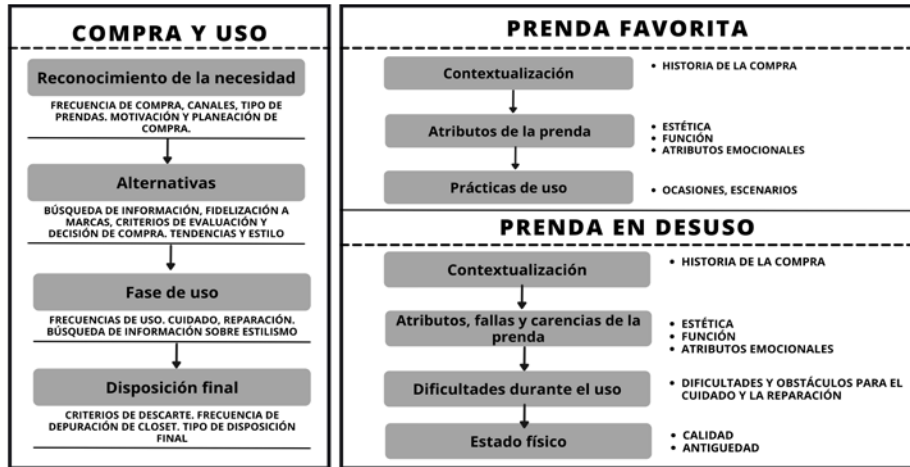 COMPRA Y USO
Reconocimiento de la necesidad
FRECUENCIA DE COMPRA, CANALES, TIPO DE
PRENDAS. MOTIVACIÓN Y PLANEACIÓN DE
COMPRA.
Alternativas
BÚSQUEDA DE INFORMACIÓN, FIDELIZACIÓN A
MARCAS, CRITERIOS DE EVALUACIÓN Y
DECISIÓN DE COMPRA. TENDENCIAS Y ESTILO
Fase de uso
FRECUENCIAS DE USO. CUIDADO, REPARACIÓN.
BÚSQUEDA DE INFORMACIÓN SOBRE ESTILISMO
Disposición final
CRITERIOS DE DESCARTE. FRECUENCIA DE
DEPURACIÓN DE CLOSET. TIPO DE DISPOSICIÓN
FINAL
PRENDA FAVORITA
Contextualización
• HISTORIA DE LA COMPRA
Atributos de la prenda
• ESTÉTICA
• FUNCIÓN
• ATRIBUTOS EMOCIONALES
Prácticas de uso
• OCASIONES, ESCENARIOS
PRENDA EN DESUSO
Contextualización
• HISTORIA DE LA COMPRA
Atributos, fallas y carencias de la
prenda
• ESTÉTICA
• FUNCIÓN
• ATRIBUTOS EMOCIONALES
Dificultades durante el uso
• DIFICULTADES Y OBSTÁCULOS PARA EL
CUIDADO Y LA REPARACIÓN
Estado físico
• CALIDAD
• ANTIGUEDAD